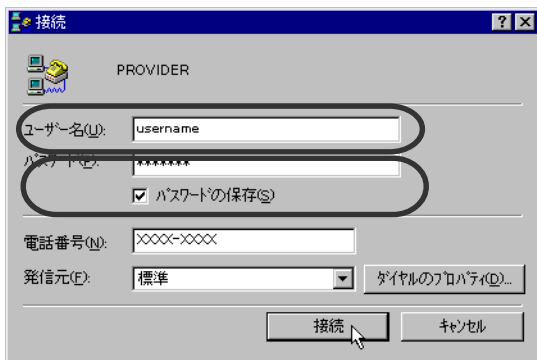 接続
PROVIDER
ユーザー名(U): username
パスワード(P): *******
パスワードの保存(S)
電話番号(N): XXXX-XXXX
発信元(F): 標準 ダイヤルのプロパティ(D)...
接続 キャンセル